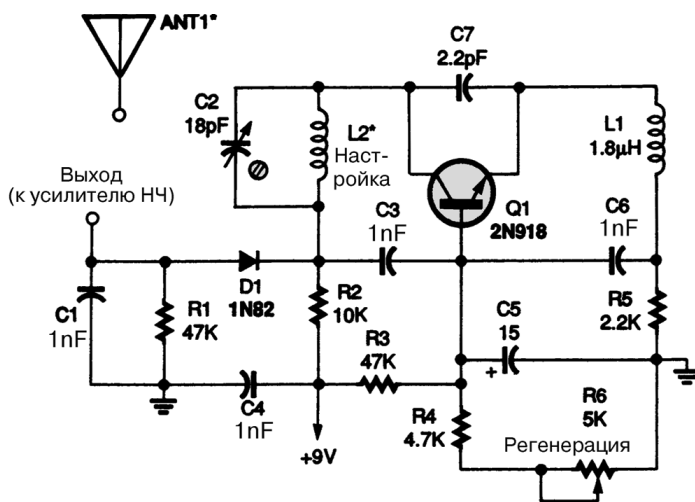 ANT1*
C7
2.2pF
C2
18pF
L2*
Наст-
ройка
L1
1.8µH
Выход
(к усилителю НЧ)
Q1
2N918
C3
1nF
C6
1nF
D1
1N82
C1
1nF
R1
47K
R2
10K
R3
47K
C5
15
+
R5
2.2K
C4
1nF
R4
4.7K
R6
5K
Регенерация
+9V